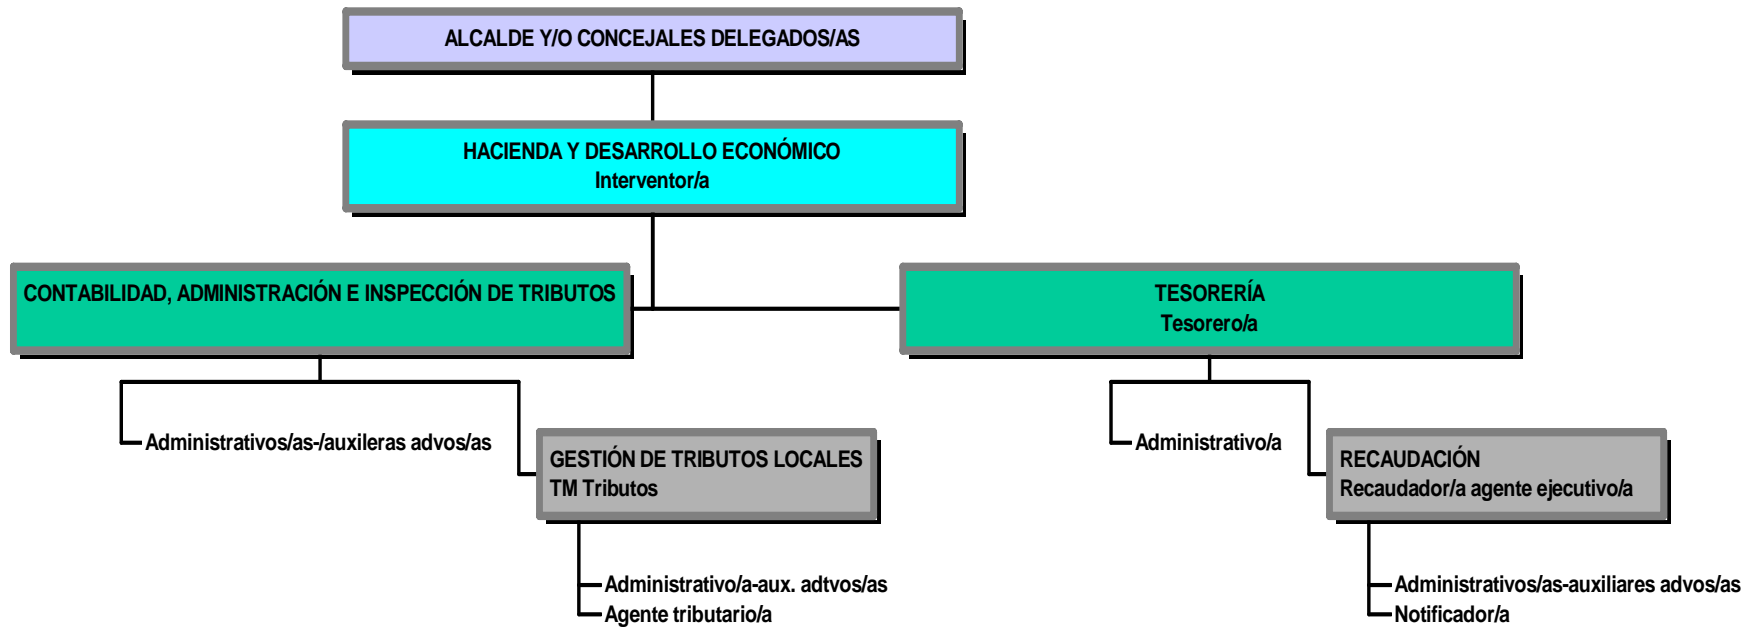 ALCALDE Y/O CONCEJALES DELEGADOS/AS
HACIENDA Y DESARROLLO ECONÓMICO
Interventor/a
CONTABILIDAD, ADMINISTRACIÓN E INSPECCIÓN DE TRIBUTOS
TESORERÍA
Tesorero/a
Administrativos/as-/auxileras advos/as
GESTIÓN DE TRIBUTOS LOCALES
TM Tributos
Administrativo/a-aux. adtvos/as
Agente tributario/a
Administrativo/a
RECAUDACIÓN
Recaudador/a agente ejecutivo/a
Administrativos/as-auxiliares advos/as
Notificador/a